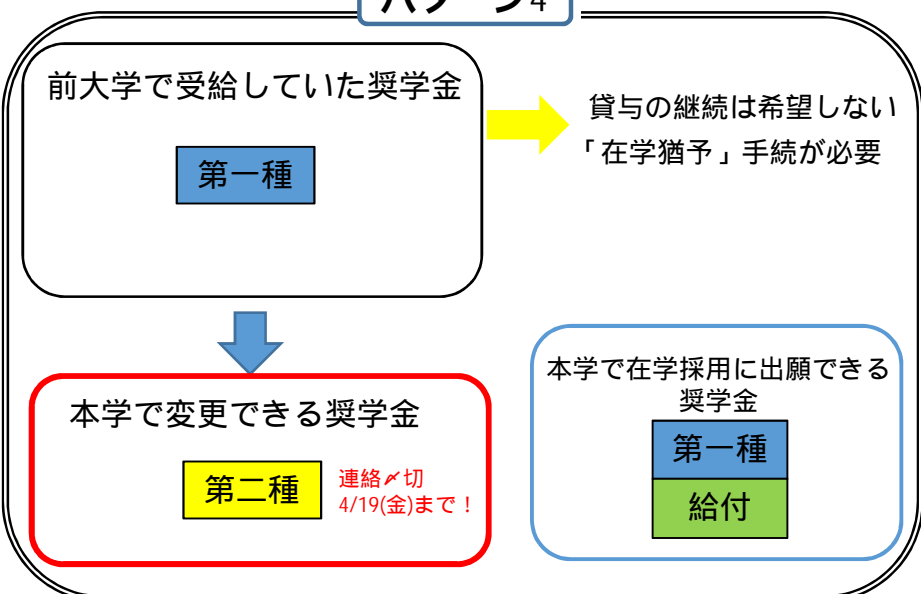 パターン4
前大学で受給していた奨学金
第一種
貸与の継続は希望しない
「在学猶予」手続が必要
本学で変更できる奨学金
第二種
連絡〆切
4/19(金)まで！
本学で在学採用に出願できる
奨学金
第一種
給付